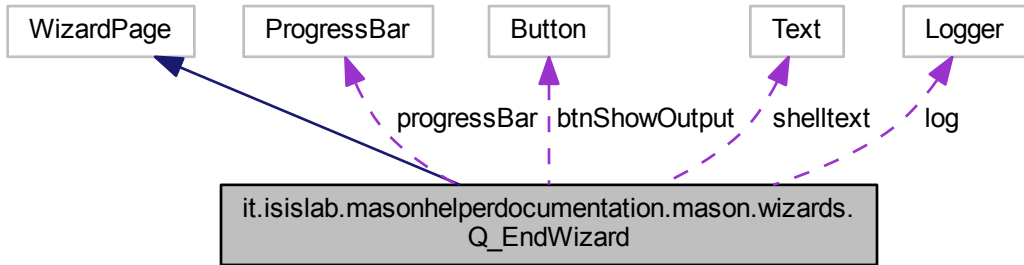 WizardPage
ProgressBar
Button
Text
Logger
progressBar
btnShowOutput
shelltext
log
it.isislab.masonhelperdocumentation.mason.wizards.
Q_EndWizard